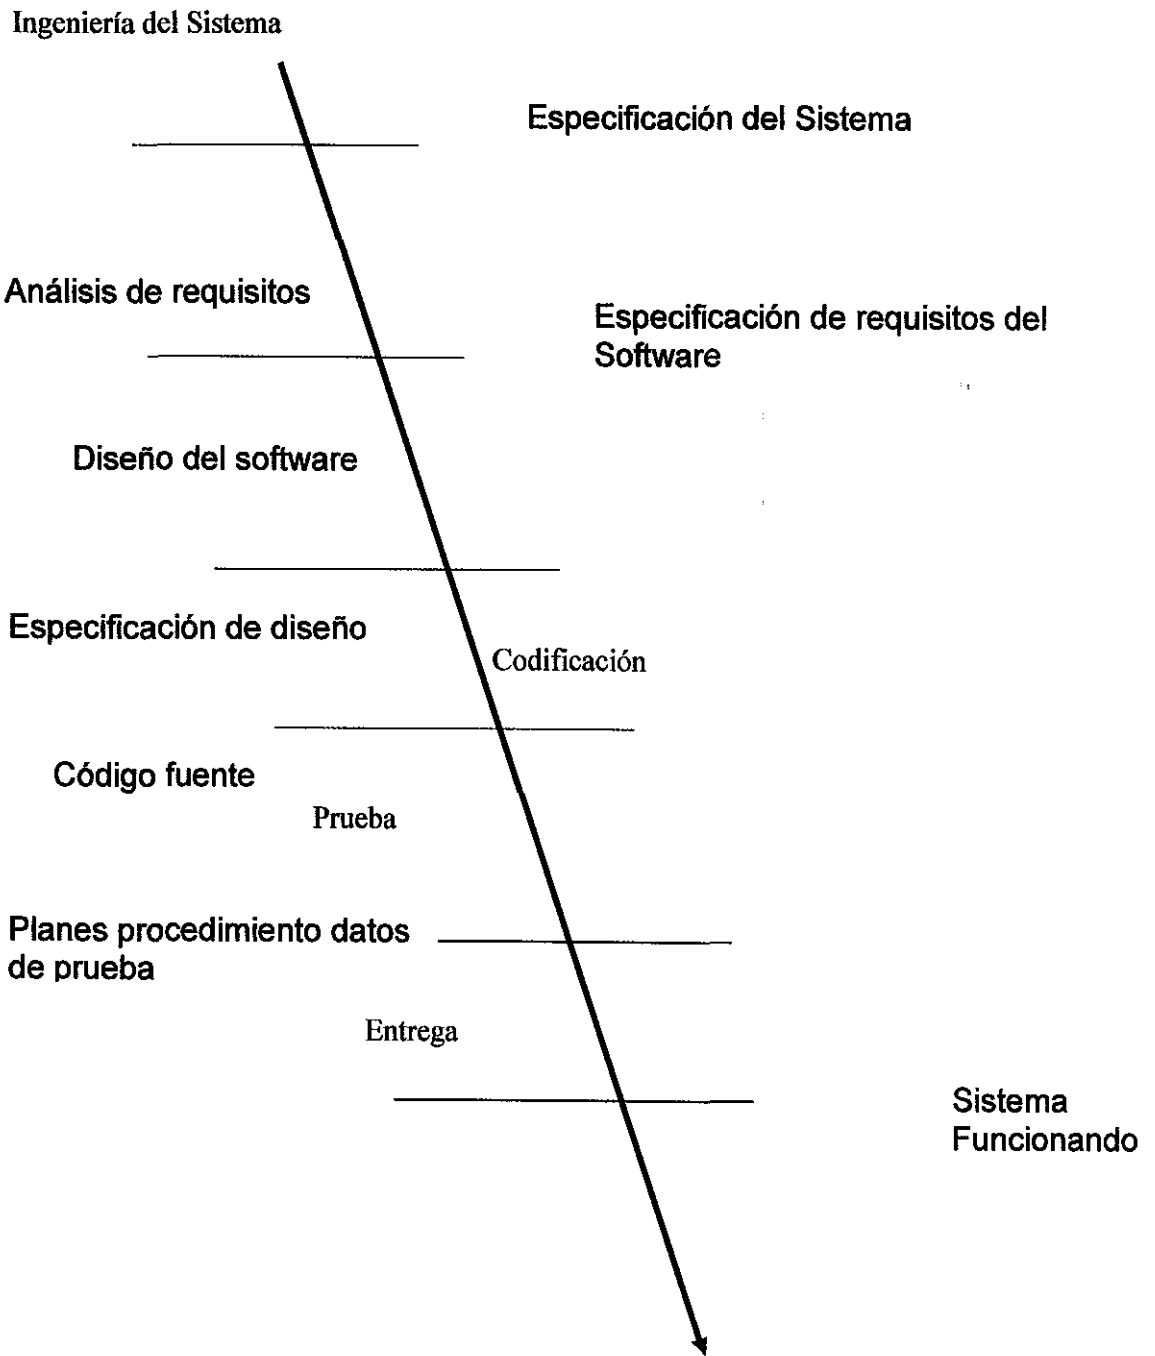 Ingeniería del Sistema
Especificación del Sistema
Análisis de requisitos
Especificación de requisitos del
Software
Diseño del software
Especificación de diseño
Codificación
Código fuente
Prueba
Planes procedimiento datos
de prueba
Entrega
Sistema
Funcionando